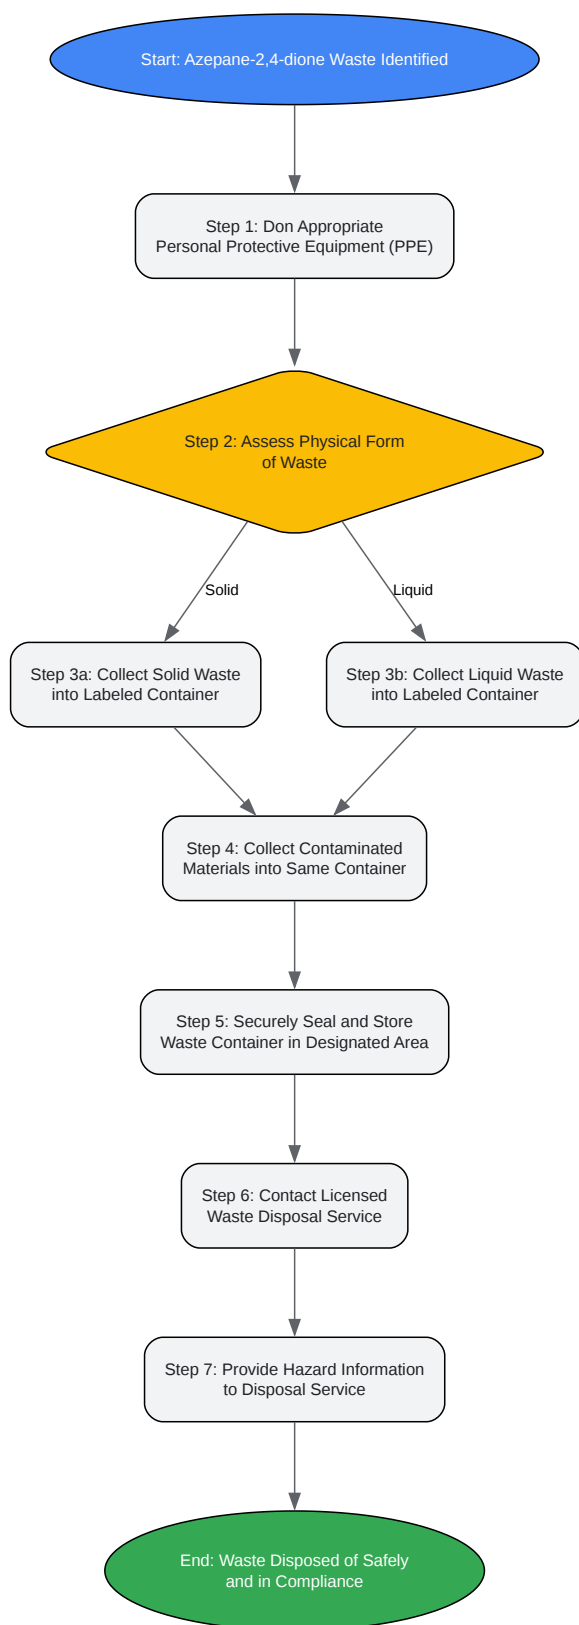 Start: Azepane-2,4-dione Waste Identified
Step 1: Don Appropriate
Personal Protective Equipment (PPE)
Step 2: Assess Physical Form
of Waste
Solid
Liquid
Step 3a: Collect Solid Waste
into Labeled Container
Step 3b: Collect Liquid Waste
into Labeled Container
Step 4: Collect Contaminated
Materials into Same Container
Step 5: Securely Seal and Store
Waste Container in Designated Area
Step 6: Contact Licensed
Waste Disposal Service
Step 7: Provide Hazard Information
to Disposal Service
End: Waste Disposed of Safely
and in Compliance